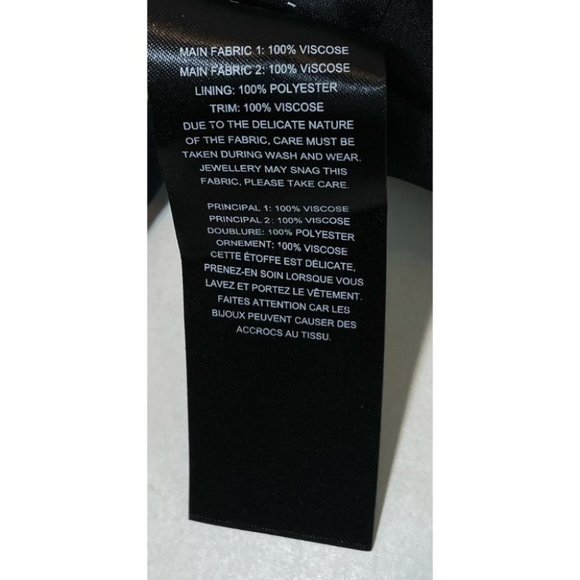 MAIN FABRIC 1: 100% VISCOSE
MAIN FABRIC 2: 100% VISCOSE
LINING: 100% POLYESTER
TRIM: 100% VISCOSE
DUE TO THE DELICATE NATURE
OF THE FABRIC, CARE MUST BE
TAKEN DURING WASH AND WEAR.
JEWELLERY MAY SNAG THIS
FABRIC, PLEASE TAKE CARE.
PRINCIPAL 1: 100% VISCOSE
PRINCIPAL 2: 100% VISCOSE
DOUBLURE: 100% POLYESTER
ORNEMENT: 100% VISCOSE
CETTE ÉTOFFE EST DÉLICATE,
PRENEZ-EN SOIN LORSQUE VOUS
LAVEZ ET PORTEZ LE VÊTEMENT.
FAITES ATTENTION CAR LES
BIJOUX PEUVENT CAUSER DES
ACCROCS AU TISSU.